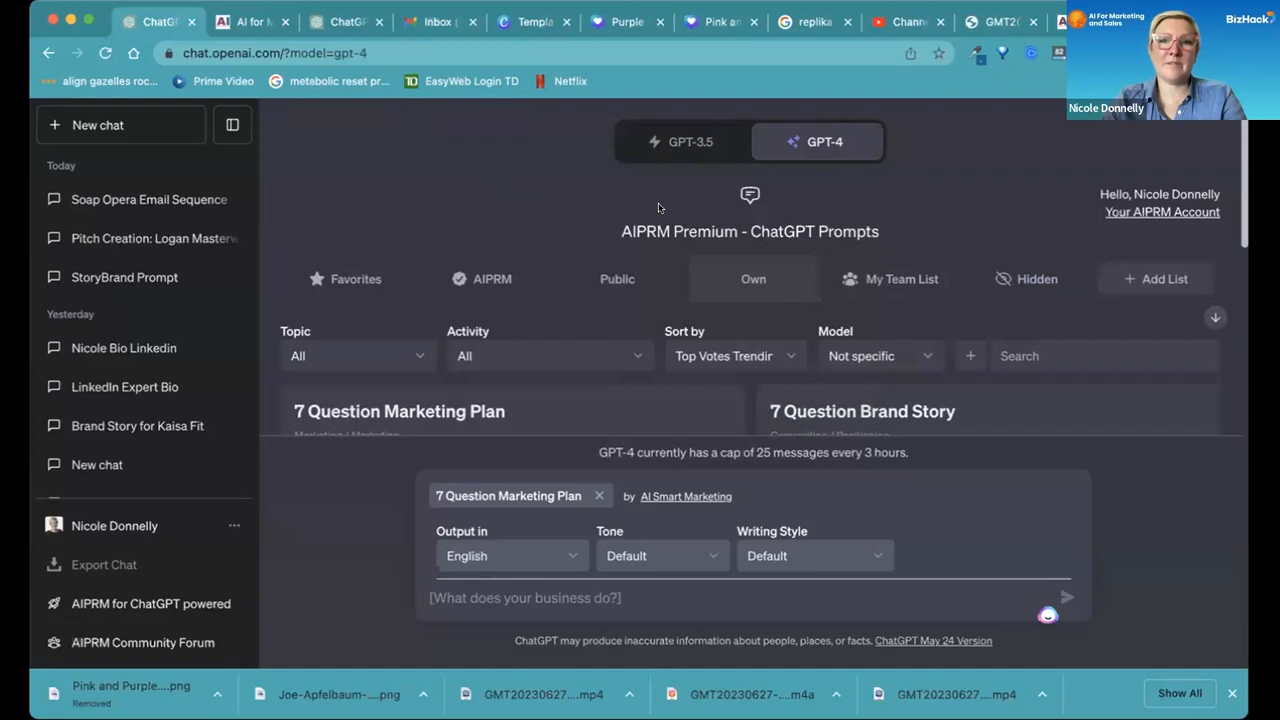 ChatG
AI for M
ChatGP
Inbox (
Templa
Purple
Pink an
replika
Chann
GMT20
chat.openai.com/?model=gpt-4
82
align gazelles roc...
Prime Video
metabolic reset pr...
EasyWeb Login TD
Netflix
AI For Marketing
and Sales
BizHack
Nicole Donnelly
New chat
GPT-3.5
GPT-4
Today
Soap Opera Email Sequence
Pitch Creation: Logan Masterw
StoryBrand Prompt
Yesterday
Nicole Bio Linkedin
LinkedIn Expert Bio
Brand Story for Kaisa Fit
New chat
Nicole Donnelly
Export Chat
AIPRM for ChatGPT powered
AIPRM Community Forum
Hello, Nicole Donnelly
Your AIPRM Account
AIPRM Premium - ChatGPT Prompts
Favorites
AIPRM
Public
Own
My Team List
Hidden
+ Add List
Topic
Activity
Sort by
Model
All
All
Top Votes Trendir
Not specific
+
Search
7 Question Marketing Plan
7 Question Brand Story
GPT-4 currently has a cap of 25 messages every 3 hours.
7 Question Marketing Plan
by AI Smart Marketing
Output in
Tone
Writing Style
English
Default
Default
[What does your business do?]
ChatGPT may produce inaccurate information about people, places, or facts. ChatGPT May 24 Version
Pink and Purple....png
Removed
Joe-Apfelbaum-....png
GMT20230627....mp4
GMT20230627-....m4a
GMT20230627....mp4
Show All